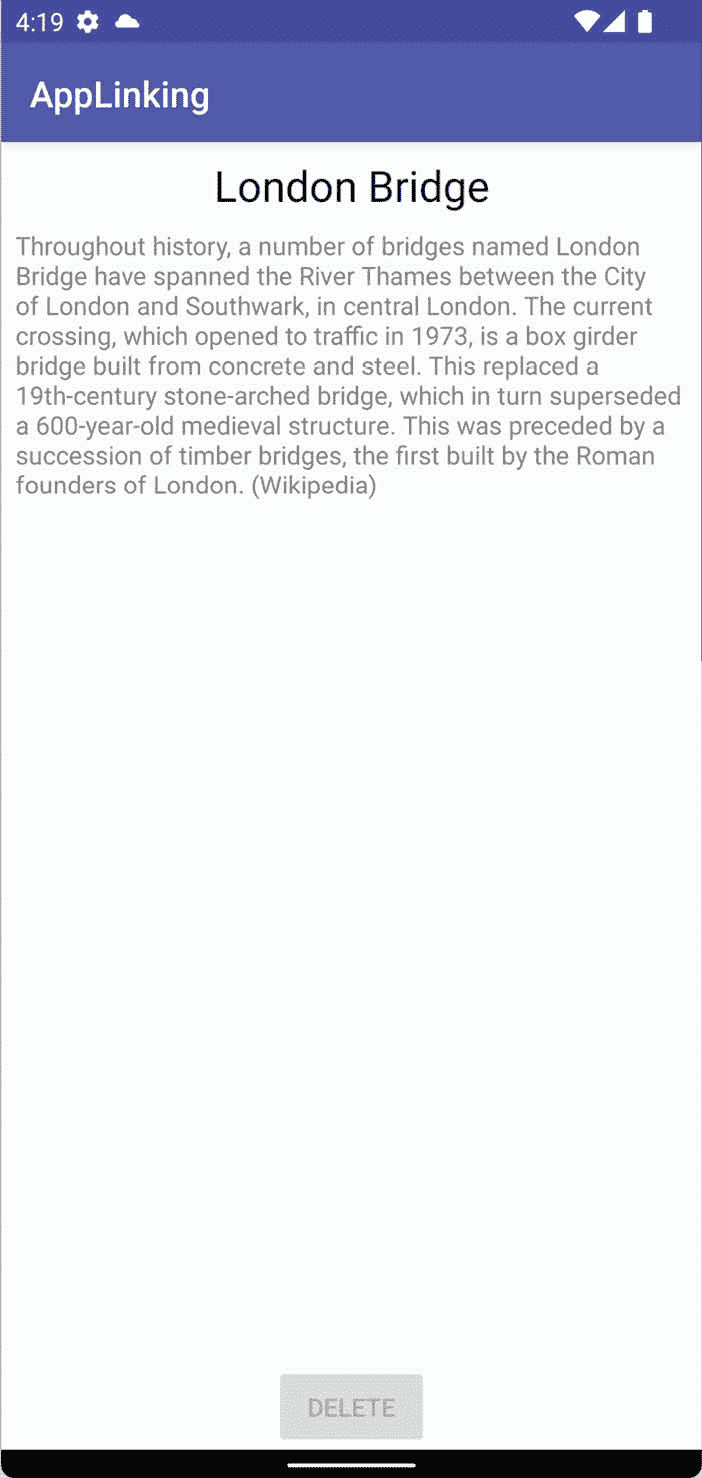 4:19
AppLinking
London Bridge
Throughout history, a number of bridges named London
Bridge have spanned the River Thames between the City
of London and Southwark, in central London. The current
crossing, which opened to traffic in 1973, is a box girder
bridge built from concrete and steel. This replaced a
19th-century stone-arched bridge, which in turn superseded
a 600-year-old medieval structure. This was preceded by a
succession of timber bridges, the first built by the Roman
founders of London. (Wikipedia)
DELETE